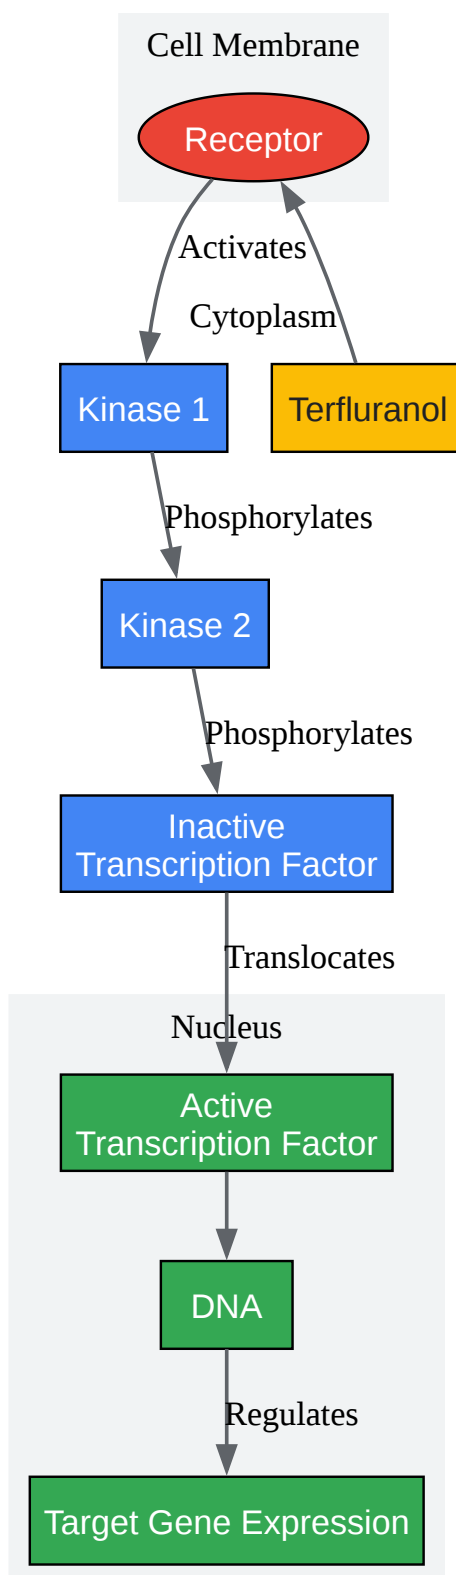 Cell Membrane
Receptor
Activates
Cytoplasm
Kinase 1
Terfluranol
Phosphorylates
Kinase 2
Phosphorylates
Inactive
Transcription Factor
Translocates
Nucleus
Active
Transcription Factor
DNA
Regulates
Target Gene Expression